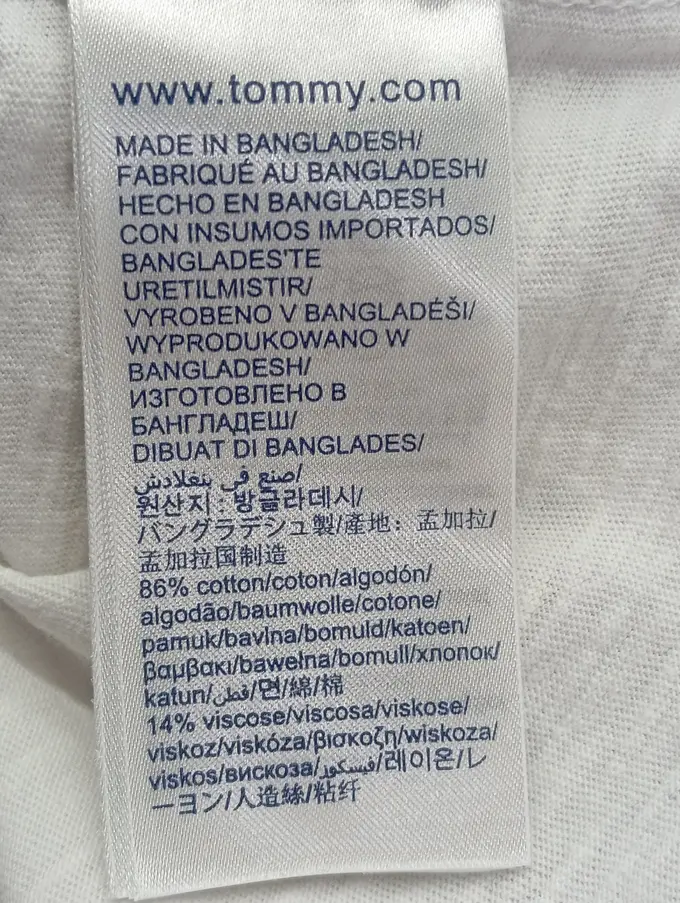 www.tommy.com
MADE IN BANGLADESH/
FABRIQUÉ AU BANGLADESH/
HECHO EN BANGLADESH
CON INSUMOS IMPORTADOS/
BANGLADES'TE
URETILMISTIR/
VYROBENO V BANGLADÉŠI/
WYPRODUKOWANO W
BANGLADESH/
ИЗГОТОВЛЕНО В
БАНГЛАДЕШ/
DIBUAT DI BANGLADES/
صنع في بنغلادش/
원산지 : 방글라데시/
バングラデシュ製/產地：孟加拉/
孟加拉国制造
86% cotton/coton/algodón/
algodão/baumwolle/cotone/
pamuk/bavlna/bomuld/katoen/
βαμβακι/bawełna/bomull/хлопок/
katun/قطن/면/綿/棉
14% viscose/viscosa/viskose/
viskoz/viskóza/βισκοζη/wiskoza/
viskos/вискоза/فيسكوز/레이온/レ
ーヨン/人造絲/粘纤